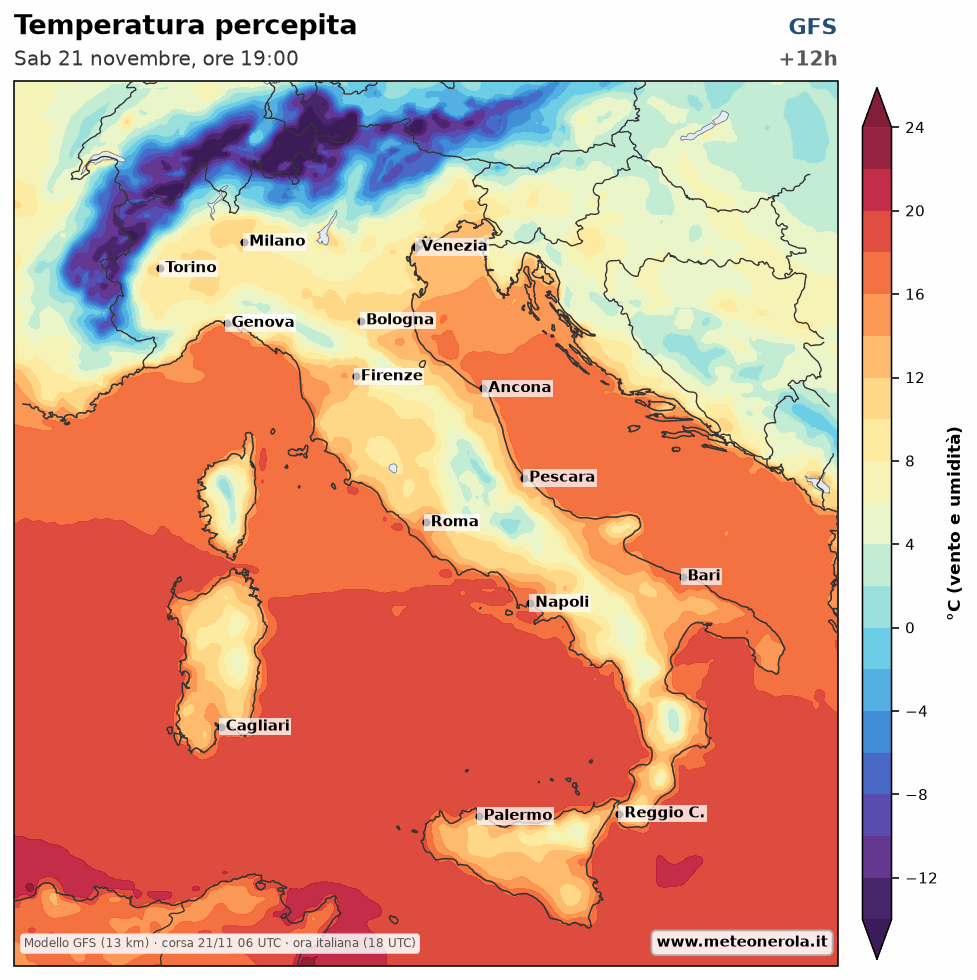 Temperatura percepita
GFS
Sab 21 novembre, ore 19:00
+12h
24
20
16
12
8
4
0
−4
−8
−12
°C (vento e umidità)
Milano
Venezia
Torino
Genova
Bologna
Firenze
Ancona
Pescara
Roma
Bari
Napoli
Cagliari
Palermo
Reggio C.
Modello GFS (13 km) · corsa 21/11 06 UTC · ora italiana (18 UTC)
www.meteonerola.it